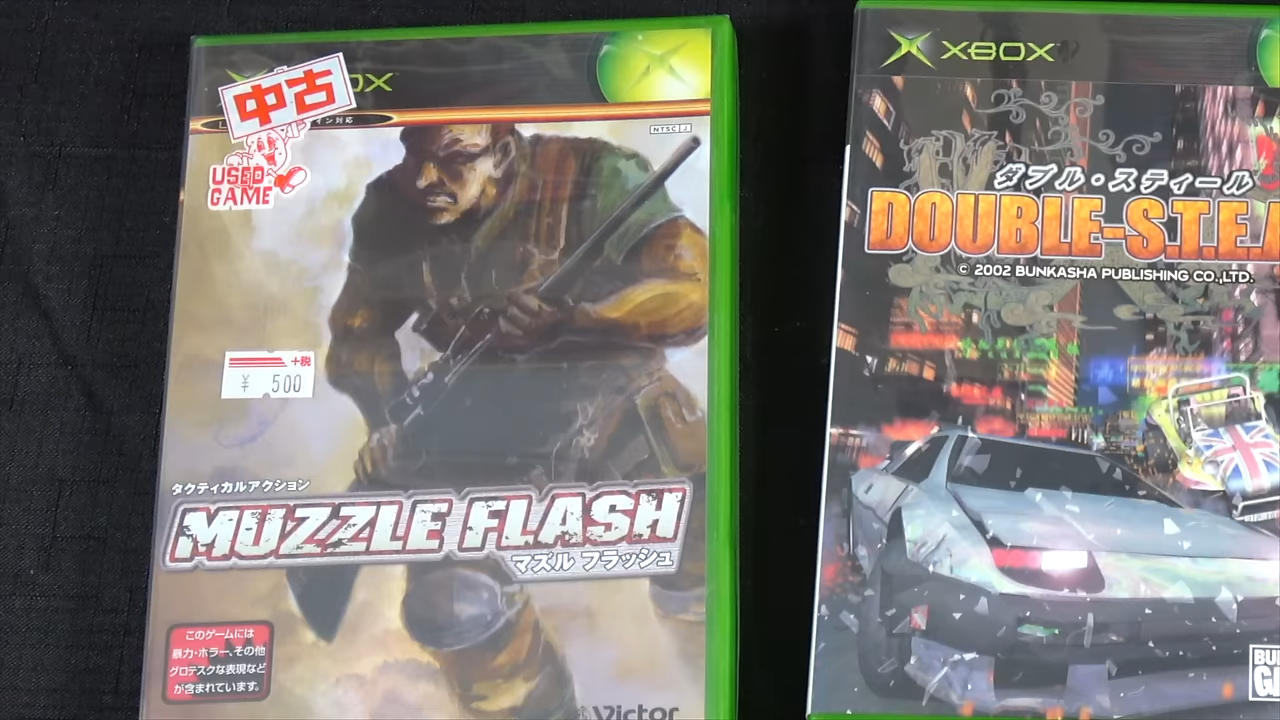 中古
USED
GAME
イン対応
NTSC J
+税
¥ 500
タクティカルアクション
MUZZLE FLASH
マズル フラッシュ
このゲームには
暴力・ホラー、その他
グロテスクな表現など
が含まれています。
Victor
XBOX
ダブル・スティール
DOUBLE-S.T.E.
© 2002 BUNKASHA PUBLISHING CO.,LTD.